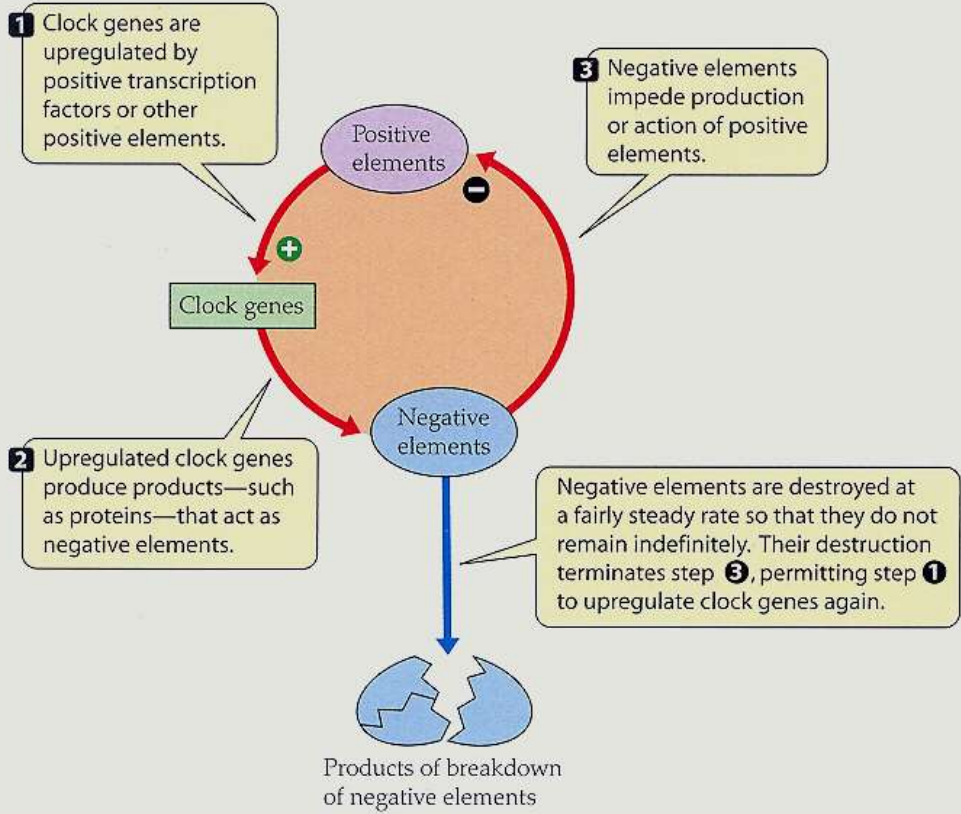 1 Clock genes are
upregulated by
positive transcription
factors or other
positive elements.
3 Negative elements
impede production
or action of positive
elements.
Positive
elements
Clock genes
Negative
elements
2 Upregulated clock genes
produce products—such
as proteins—that act as
negative elements.
Negative elements are destroyed at
a fairly steady rate so that they do not
remain indefinitely. Their destruction
terminates step 3, permitting step 1
to upregulate clock genes again.
Products of breakdown
of negative elements